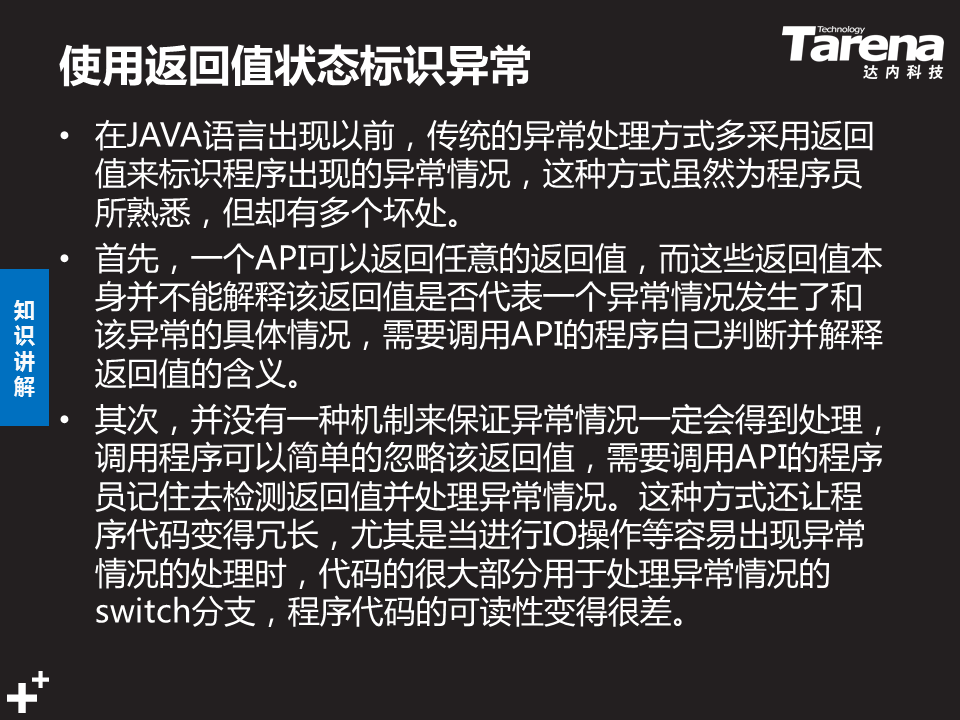 使用返回值状态标识异常
Technology
Tarena
达内科技
• 在JAVA语言出现以前，传统的异常处理方式多采用返回
值来标识程序出现的异常情况，这种方式虽然为程序员
所熟悉，但却有多个坏处。
• 首先，一个API可以返回任意的返回值，而这些返回值本
身并不能解释该返回值是否代表一个异常情况发生了和
该异常的具体情况，需要调用API的程序自己判断并解释
返回值的含义。
• 其次，并没有一种机制来保证异常情况一定会得到处理，
调用程序可以简单的忽略该返回值，需要调用API的程序
员记住去检测返回值并处理异常情况。这种方式还让程
序代码变得冗长，尤其是当进行IO操作等容易出现异常
情况的处理时，代码的很大部分用于处理异常情况的
switch分支，程序代码的可读性变得很差。
知
识
讲
解